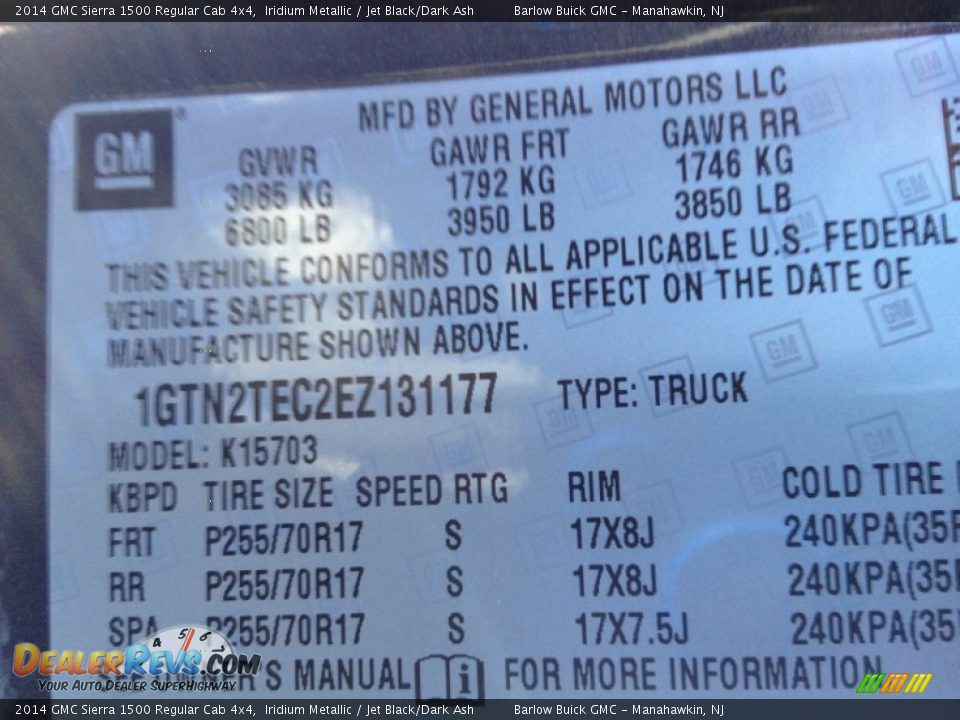 2014 GMC Sierra 1500 Regular Cab 4x4, Iridium Metallic / Jet Black/Dark Ash Barlow Buick GMC - Manahawkin, NJ
MFD BY GENERAL MOTORS LLC
GM ®
GVWR GAWR FRT GAWR RR
3085 KG 1792 KG 1746 KG
6800 LB 3950 LB 3850 LB
THIS VEHICLE CONFORMS TO ALL APPLICABLE U.S. FEDERAL
VEHICLE SAFETY STANDARDS IN EFFECT ON THE DATE OF
MANUFACTURE SHOWN ABOVE.
1GTN2TEC2EZ131177 TYPE: TRUCK
MODEL: K15703
KBPD TIRE SIZE SPEED RTG RIM COLD TIRE
FRT P255/70R17 S 17X8J 240KPA(35
RR P255/70R17 S 17X8J 240KPA(35
SPA P255/70R17 S 17X7.5J 240KPA(35
'S MANUAL i FOR MORE INFORMATION
4 5 6 7
DEALERREVS.COM
YOUR AUTO DEALER SUPERHIGHWAY
2014 GMC Sierra 1500 Regular Cab 4x4, Iridium Metallic / Jet Black/Dark Ash Barlow Buick GMC - Manahawkin, NJ